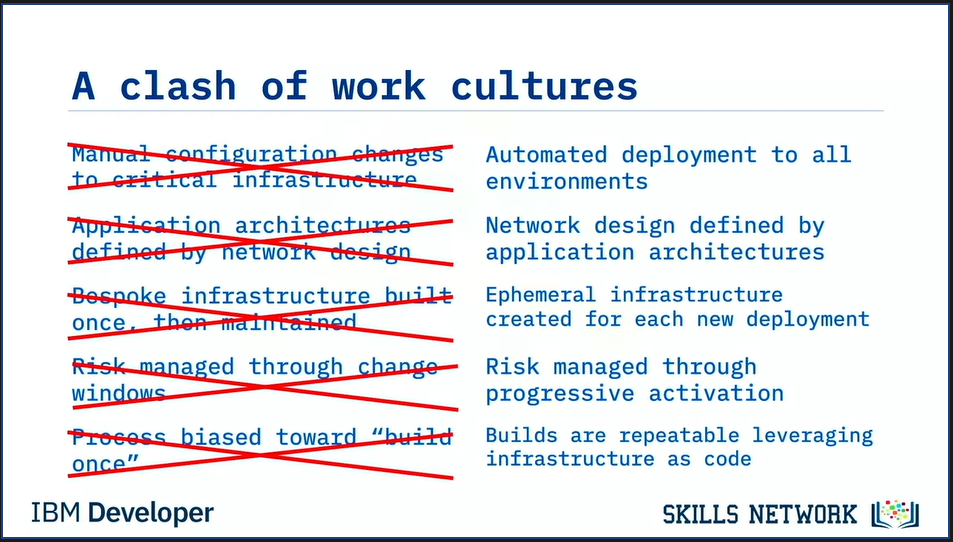 A clash of work cultures
Manual configuration changes
to critical infrastructure
Automated deployment to all
environments
Application architectures
defined by network design
Network design defined by
application architectures
Bespoke infrastructure built
once, then maintained
Ephemeral infrastructure
created for each new deployment
Risk managed through change
windows
Risk managed through
progressive activation
Process biased toward “build
once”
Builds are repeatable leveraging
infrastructure as code
IBM Developer
SKILLS NETWORK